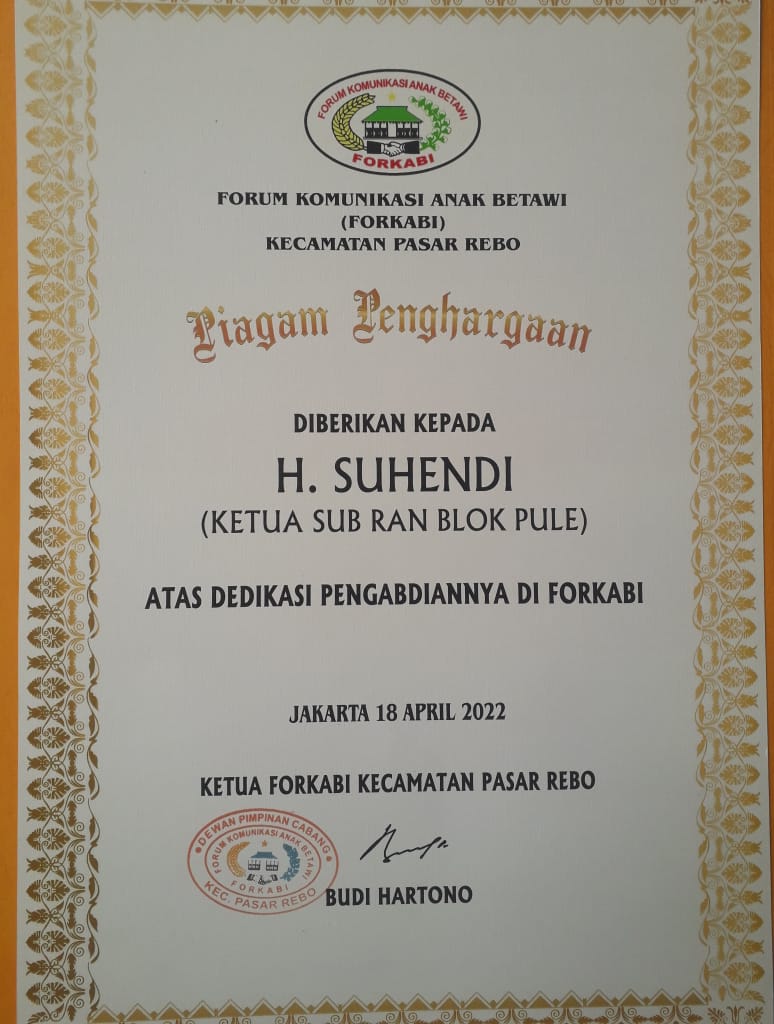 FORUM KOMUNIKASI ANAK BETAWI
FORKABI
FORUM KOMUNIKASI ANAK BETAWI
(FORKABI)
KECAMATAN PASAR REBO
Piagam Penghargaan
DIBERIKAN KEPADA
H. SUHENDI
(KETUA SUB RAN BLOK PULE)
ATAS DEDIKASI PENGABDIANNYA DI FORKABI
JAKARTA 18 APRIL 2022
KETUA FORKABI KECAMATAN PASAR REBO
DEWAN PIMPINAN CABANG
FORUM KOMUNIKASI ANAK BETAWI
FORKABI
KEC. PASAR REBO
BUDI HARTONO